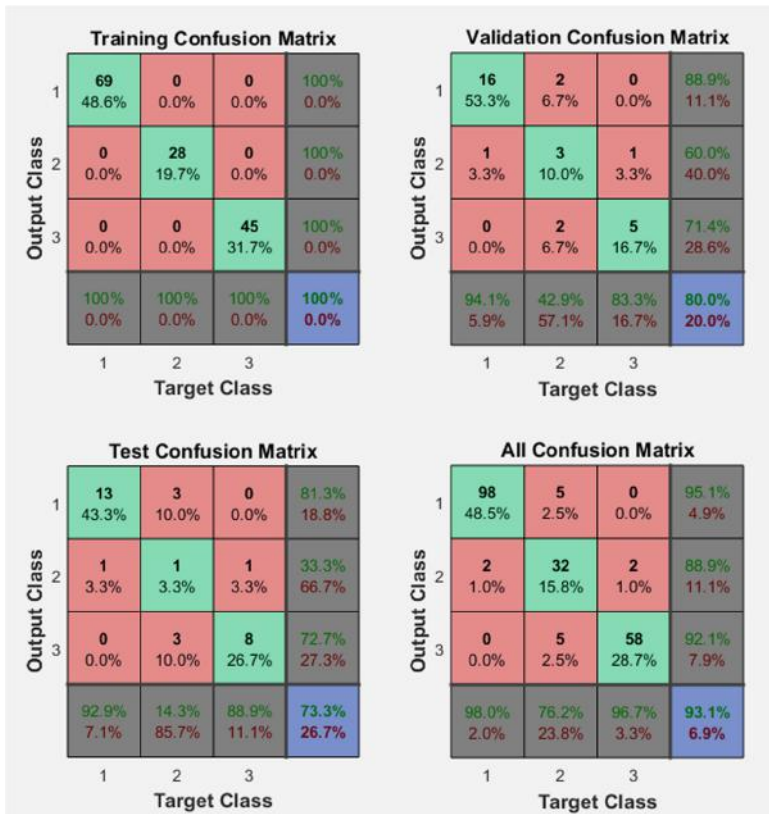 Training Confusion Matrix
Output Class
1 69 0 0 100%
48.6% 0.0% 0.0% 0.0%
2 0 28 0 100%
0.0% 19.7% 0.0% 0.0%
3 0 0 45 100%
0.0% 0.0% 31.7% 0.0%
100% 100% 100% 100%
0.0% 0.0% 0.0% 0.0%
1 2 3
Target Class
Validation Confusion Matrix
Output Class
1 16 2 0 88.9%
53.3% 6.7% 0.0% 11.1%
2 1 3 1 60.0%
3.3% 10.0% 3.3% 40.0%
3 0 2 5 71.4%
0.0% 6.7% 16.7% 28.6%
94.1% 42.9% 83.3% 80.0%
5.9% 57.1% 16.7% 20.0%
1 2 3
Target Class
Test Confusion Matrix
Output Class
1 13 3 0 81.3%
43.3% 10.0% 0.0% 18.8%
2 1 1 1 33.3%
3.3% 3.3% 3.3% 66.7%
3 0 3 8 72.7%
0.0% 10.0% 26.7% 27.3%
92.9% 14.3% 88.9% 73.3%
7.1% 85.7% 11.1% 26.7%
1 2 3
Target Class
All Confusion Matrix
Output Class
1 98 5 0 95.1%
48.5% 2.5% 0.0% 4.9%
2 2 32 2 88.9%
1.0% 15.8% 1.0% 11.1%
3 0 5 58 92.1%
0.0% 2.5% 28.7% 7.9%
98.0% 76.2% 96.7% 93.1%
2.0% 23.8% 3.3% 6.9%
1 2 3
Target Class